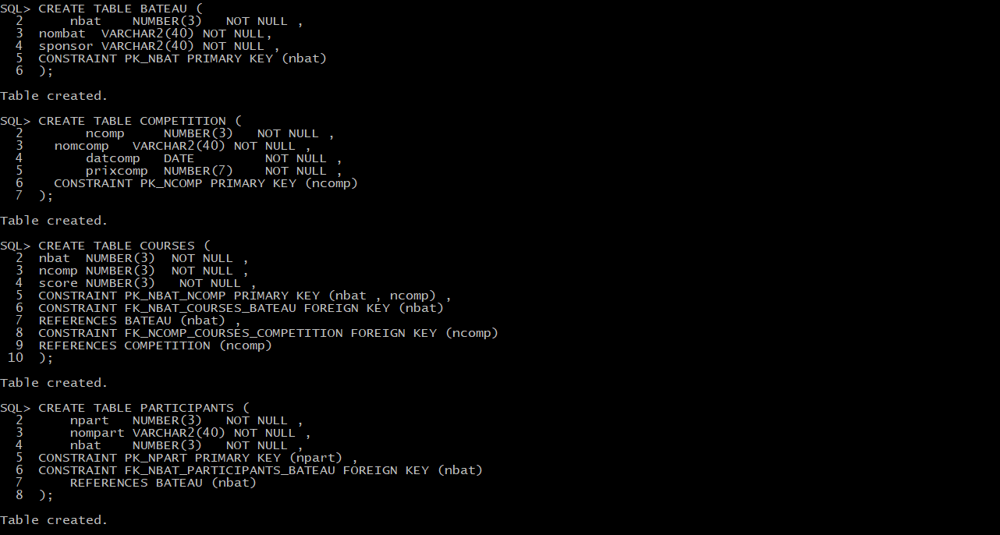 SQL> CREATE TABLE BATEAU (
  2      nbat    NUMBER(3)   NOT NULL ,
  3  nombat  VARCHAR2(40) NOT NULL,
  4  sponsor VARCHAR2(40) NOT NULL ,
  5  CONSTRAINT PK_NBAT PRIMARY KEY (nbat)
  6  );
Table created.
SQL> CREATE TABLE COMPETITION (
  2        ncomp     NUMBER(3)   NOT NULL ,
  3    nomcomp   VARCHAR2(40) NOT NULL ,
  4        datcomp   DATE         NOT NULL ,
  5        prixcomp  NUMBER(7)    NOT NULL ,
  6    CONSTRAINT PK_NCOMP PRIMARY KEY (ncomp)
  7  );
Table created.
SQL> CREATE TABLE COURSES (
  2  nbat  NUMBER(3)  NOT NULL ,
  3  ncomp NUMBER(3)  NOT NULL ,
  4  score NUMBER(3)   NOT NULL ,
  5  CONSTRAINT PK_NBAT_NCOMP PRIMARY KEY (nbat , ncomp) ,
  6  CONSTRAINT FK_NBAT_COURSES_BATEAU FOREIGN KEY (nbat)
  7  REFERENCES BATEAU (nbat) ,
  8  CONSTRAINT FK_NCOMP_COURSES_COMPETITION FOREIGN KEY (ncomp)
  9  REFERENCES COMPETITION (ncomp)
 10  );
Table created.
SQL> CREATE TABLE PARTICIPANTS (
  2      npart   NUMBER(3)   NOT NULL ,
  3      nompart VARCHAR2(40) NOT NULL ,
  4      nbat    NUMBER(3)   NOT NULL ,
  5  CONSTRAINT PK_NPART PRIMARY KEY (npart) ,
  6  CONSTRAINT FK_NBAT_PARTICIPANTS_BATEAU FOREIGN KEY (nbat)
  7      REFERENCES BATEAU (nbat)
  8  );
Table created.